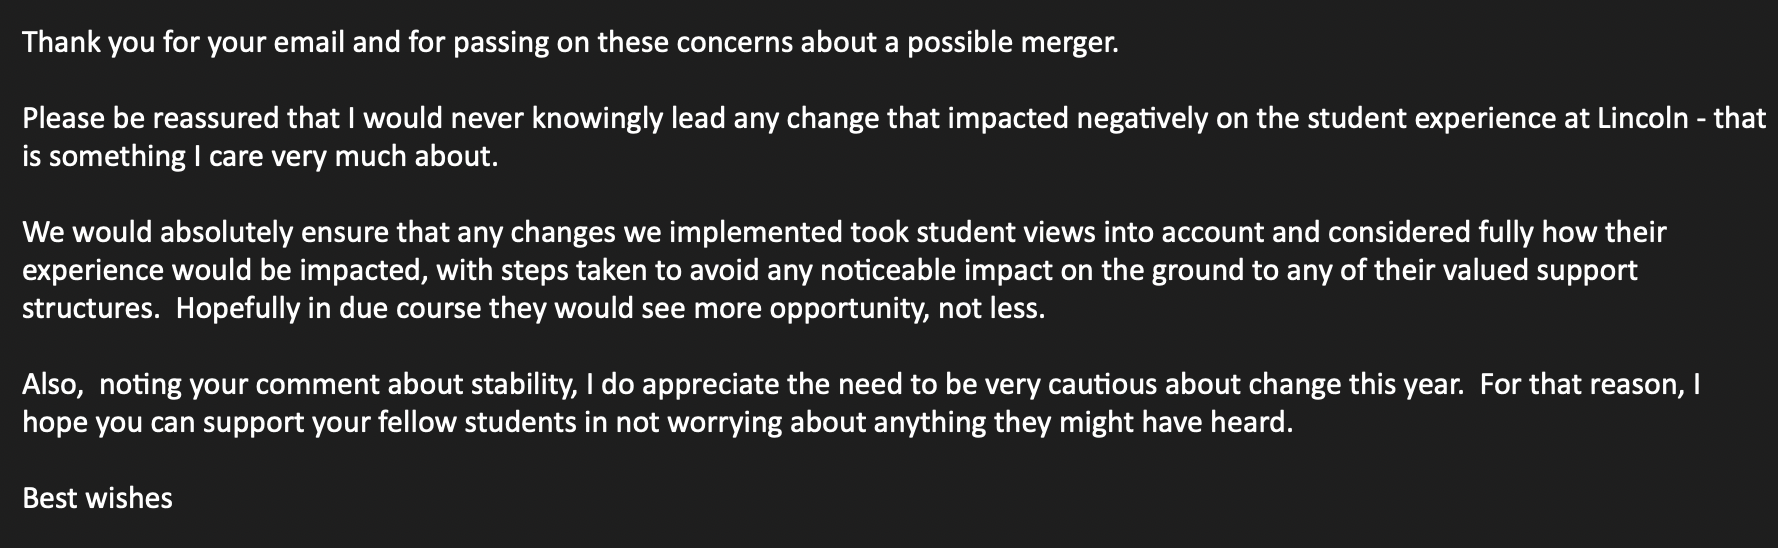 Thank you for your email and for passing on these concerns about a possible merger.
Please be reassured that I would never knowingly lead any change that impacted negatively on the student experience at Lincoln - that
is something I care very much about.
We would absolutely ensure that any changes we implemented took student views into account and considered fully how their
experience would be impacted, with steps taken to avoid any noticeable impact on the ground to any of their valued support
structures.  Hopefully in due course they would see more opportunity, not less.
Also,  noting your comment about stability, I do appreciate the need to be very cautious about change this year.  For that reason, I
hope you can support your fellow students in not worrying about anything they might have heard.
Best wishes